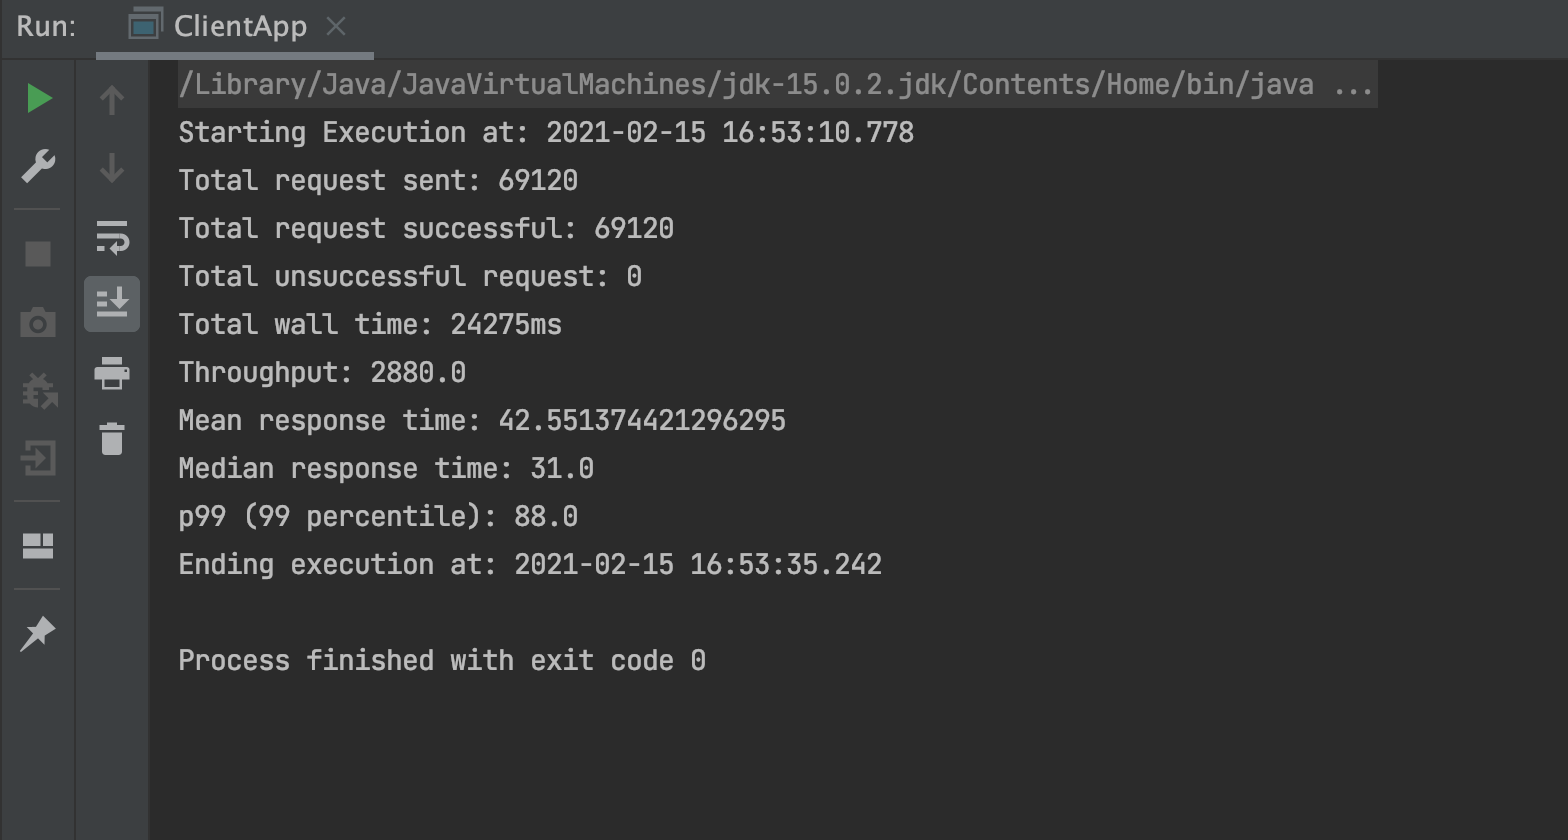 Run: ClientApp
/Library/Java/JavaVirtualMachines/jdk-15.0.2.jdk/Contents/Home/bin/java ...
Starting Execution at: 2021-02-15 16:53:10.778
Total request sent: 69120
Total request successful: 69120
Total unsuccessful request: 0
Total wall time: 24275ms
Throughput: 2880.0
Mean response time: 42.551374421296295
Median response time: 31.0
p99 (99 percentile): 88.0
Ending execution at: 2021-02-15 16:53:35.242
Process finished with exit code 0